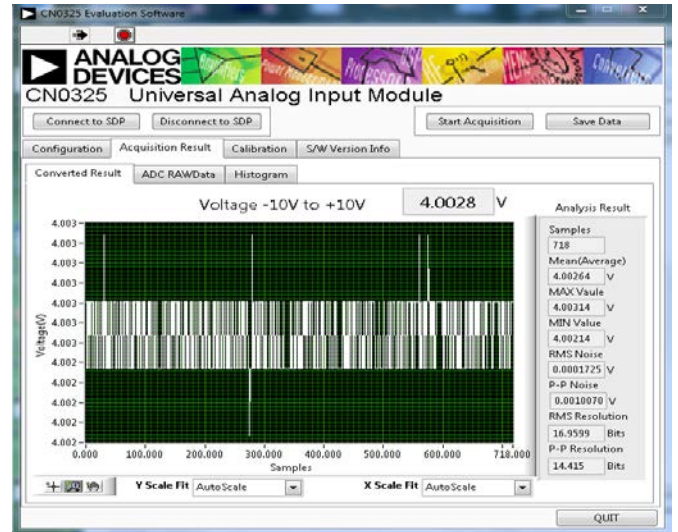 CN0325 Evaluation Software
ANALOG
DEVICES
CN0325 Universal Analog Input Module
Connect to SDP Disconnect to SDP Start Acquisition Save Data
Configuration Acquisition Result Calibration S/W Version Info
Converted Result ADC RAWData Histogram
Voltage -10V to +10V 4.0028 V
Analysis Result
Samples
718
Mean(Average)
4.00264 V
MAX Vaule
4.00314 V
MIN Value
4.00214 V
RMS Noise
0.0001725 V
P-P Noise
0.0010070 V
RMS Resolution
16.9599 Bits
P-P Resolution
14.415 Bits
Voltage(V)
4.003
4.003
4.003
4.003
4.003
4.003
4.003
4.002
4.002
4.002
4.002
4.002
0.000 100.000 200.000 300.000 400.000 500.000 600.000 718.000
Samples
Y Scale Fit AutoScale X Scale Fit AutoScale
QUIT